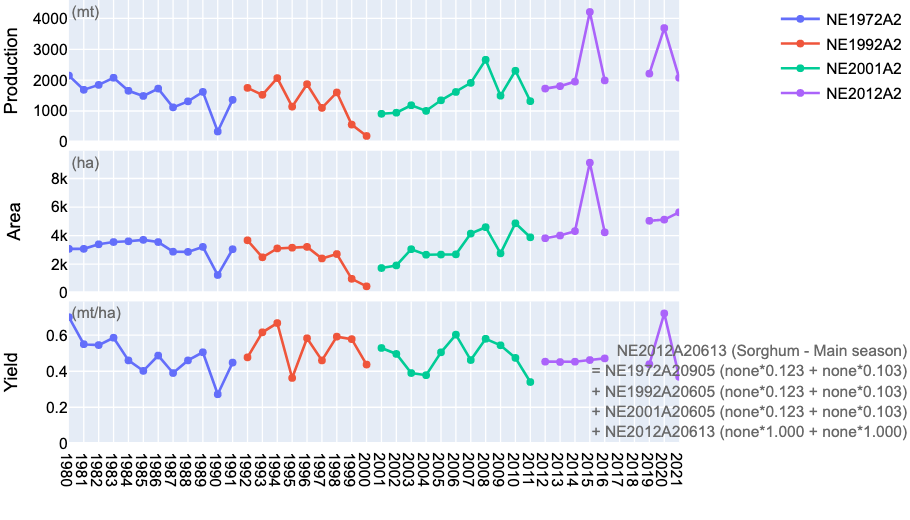 Production
4000
3000
2000
1000
0
(mt)
NE1972A2
NE1992A2
NE2001A2
NE2012A2
Area
8k
6k
4k
2k
0
(ha)
Yield
0.6
0.4
0.2
0
(mt/ha)
NE2012A20613 (Sorghum - Main season)
= NE1972A20905 (none*0.123 + none*0.103)
+ NE1992A20605 (none*0.123 + none*0.103)
+ NE2001A20605 (none*0.123 + none*0.103)
+ NE2012A20613 (none*1.000 + none*1.000)
1980
1981
1982
1983
1984
1985
1986
1987
1988
1989
1990
1991
1992
1993
1994
1995
1996
1997
1998
1999
2000
2001
2002
2003
2004
2005
2006
2007
2008
2009
2010
2011
2012
2013
2014
2015
2016
2017
2018
2019
2020
2021